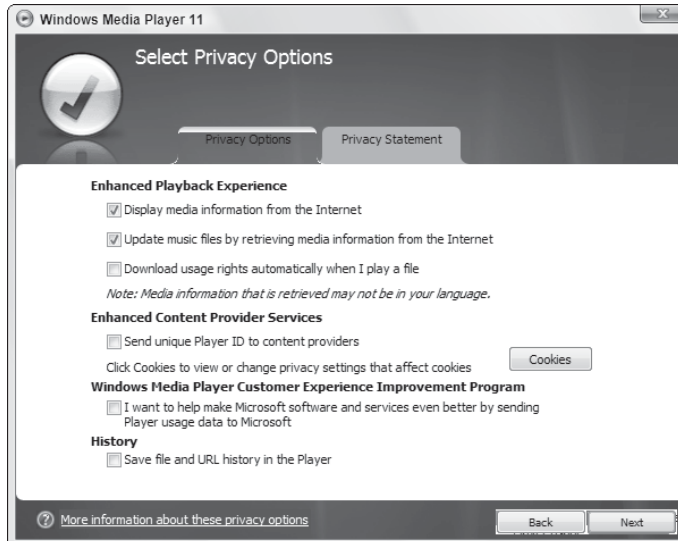 Windows Media Player 11
Select Privacy Options
Privacy Options
Privacy Statement
Enhanced Playback Experience
Display media information from the Internet
Update music files by retrieving media information from the Internet
Download usage rights automatically when I play a file
Note: Media information that is retrieved may not be in your language.
Enhanced Content Provider Services
Send unique Player ID to content providers
Click Cookies to view or change privacy settings that affect cookies
Cookies
Windows Media Player Customer Experience Improvement Program
I want to help make Microsoft software and services even better by sending
Player usage data to Microsoft
History
Save file and URL history in the Player
More information about these privacy options
Back
Next